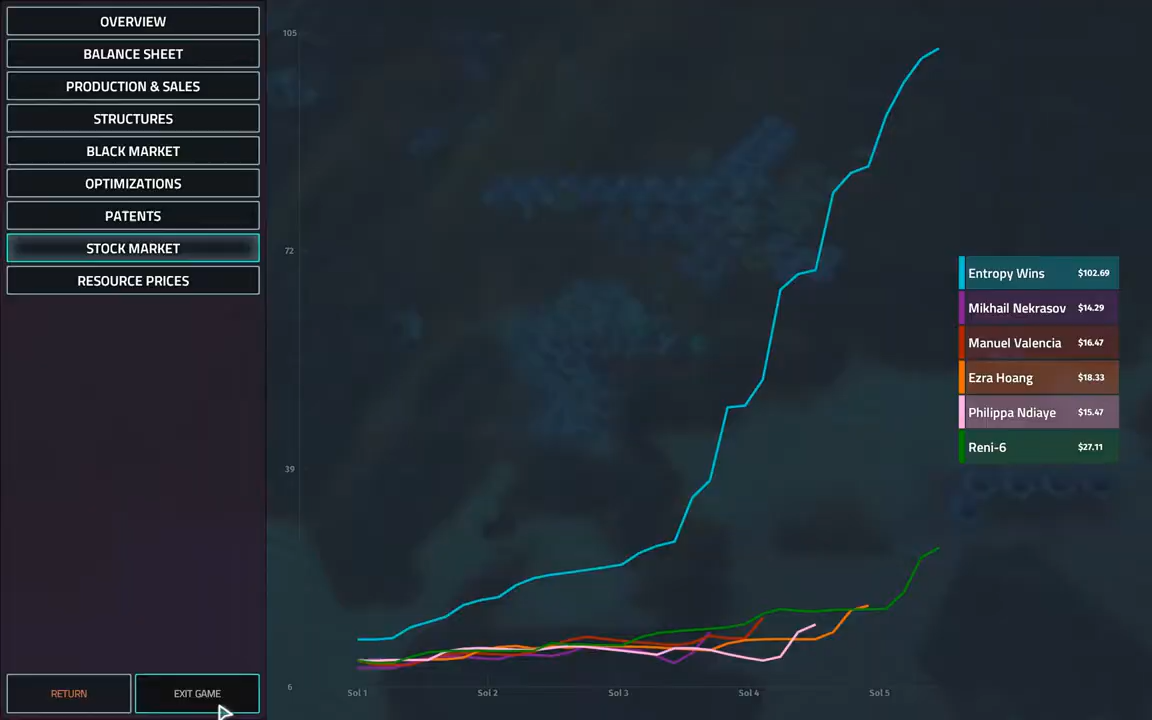 OVERVIEW
BALANCE SHEET
PRODUCTION & SALES
STRUCTURES
BLACK MARKET
OPTIMIZATIONS
PATENTS
STOCK MARKET
RESOURCE PRICES
RETURN
EXIT GAME
105
72
39
6
Sol 1
Sol 2
Sol 3
Sol 4
Sol 5
Entropy Wins $102.69
Mikhail Nekrasov $14.29
Manuel Valencia $16.47
Ezra Hoang $18.33
Philippa Ndiaye $15.47
Reni-6 $27.11